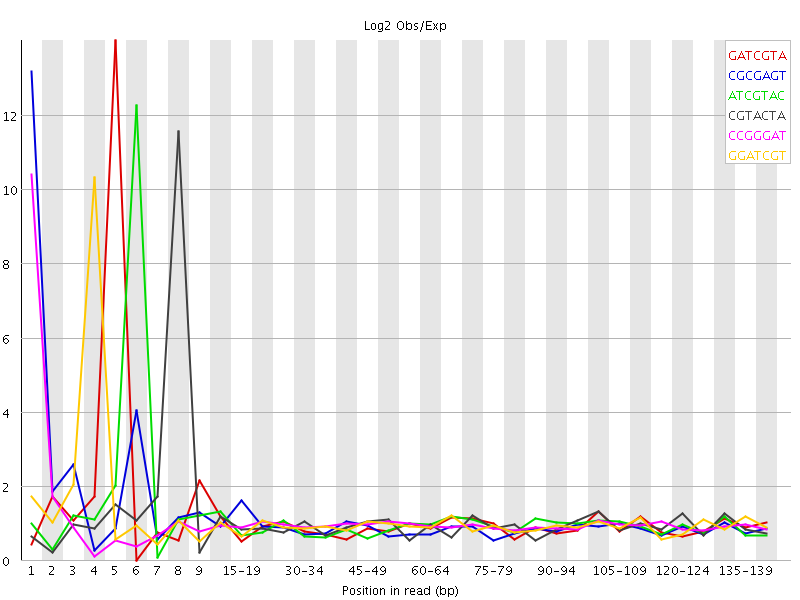 Log2 Obs/Exp
GATCGTA
CGCGAGT
ATCGTAC
CGTACTA
CCGGGAT
GGATCGT
12
10
8
6
4
2
0
1 2 3 4 5 6 7 8 9 15-19 30-34 45-49 60-64 75-79 90-94 105-109 120-124 135-139
Position in read (bp)